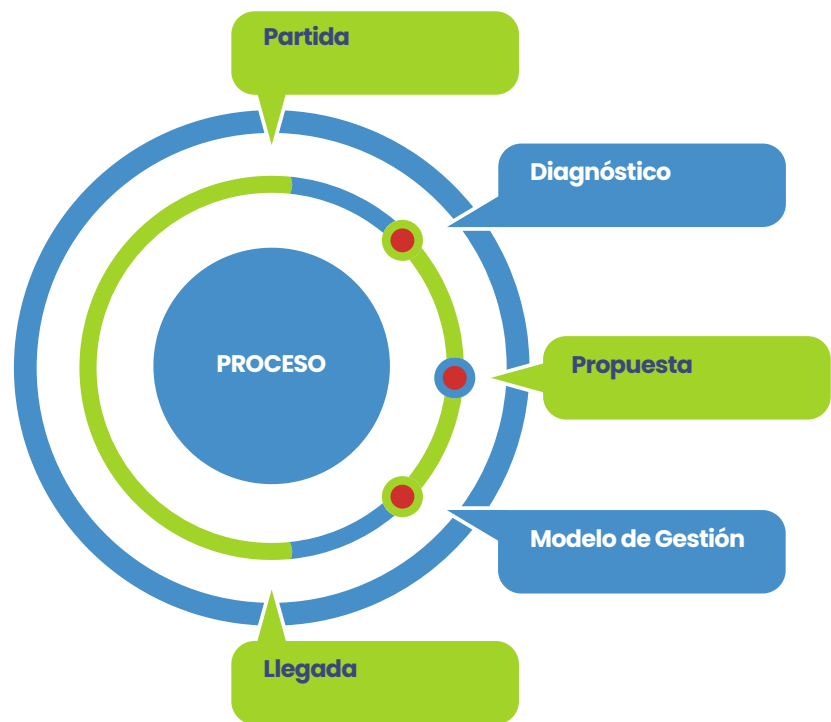 Partida
Diagnóstico
PROCESO
Propuesta
Modelo de Gestión
Llegada